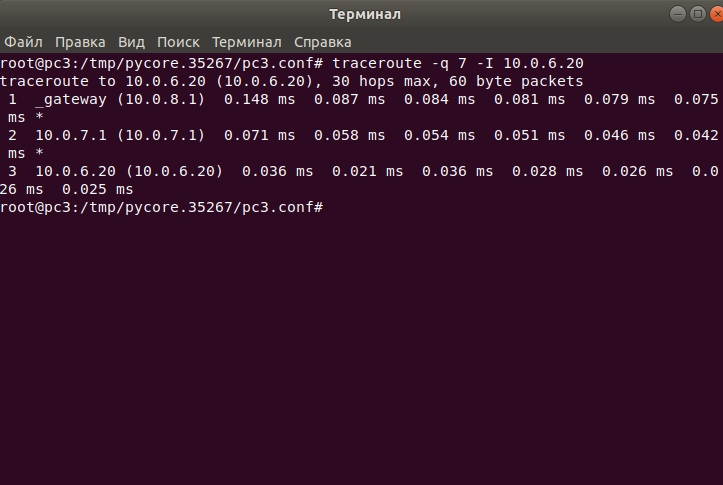 Терминал
Файл Правка Вид Поиск Терминал Справка
root@pc3:/tmp/pycore.35267/pc3.conf# traceroute -q 7 -I 10.0.6.20
traceroute to 10.0.6.20 (10.0.6.20), 30 hops max, 60 byte packets
 1  _gateway (10.0.8.1)  0.148 ms  0.087 ms  0.084 ms  0.081 ms  0.079 ms  0.075
 ms *
 2  10.0.7.1 (10.0.7.1)  0.071 ms  0.058 ms  0.054 ms  0.051 ms  0.046 ms  0.042
 ms *
 3  10.0.6.20 (10.0.6.20)  0.036 ms  0.021 ms  0.036 ms  0.028 ms  0.026 ms  0.0
26 ms  0.025 ms
root@pc3:/tmp/pycore.35267/pc3.conf#